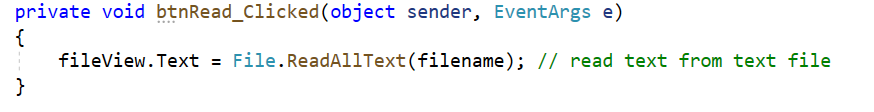 private void btnRead_Clicked(object sender, EventArgs e)
{
    fileView.Text = File.ReadAllText(filename); // read text from text file
}